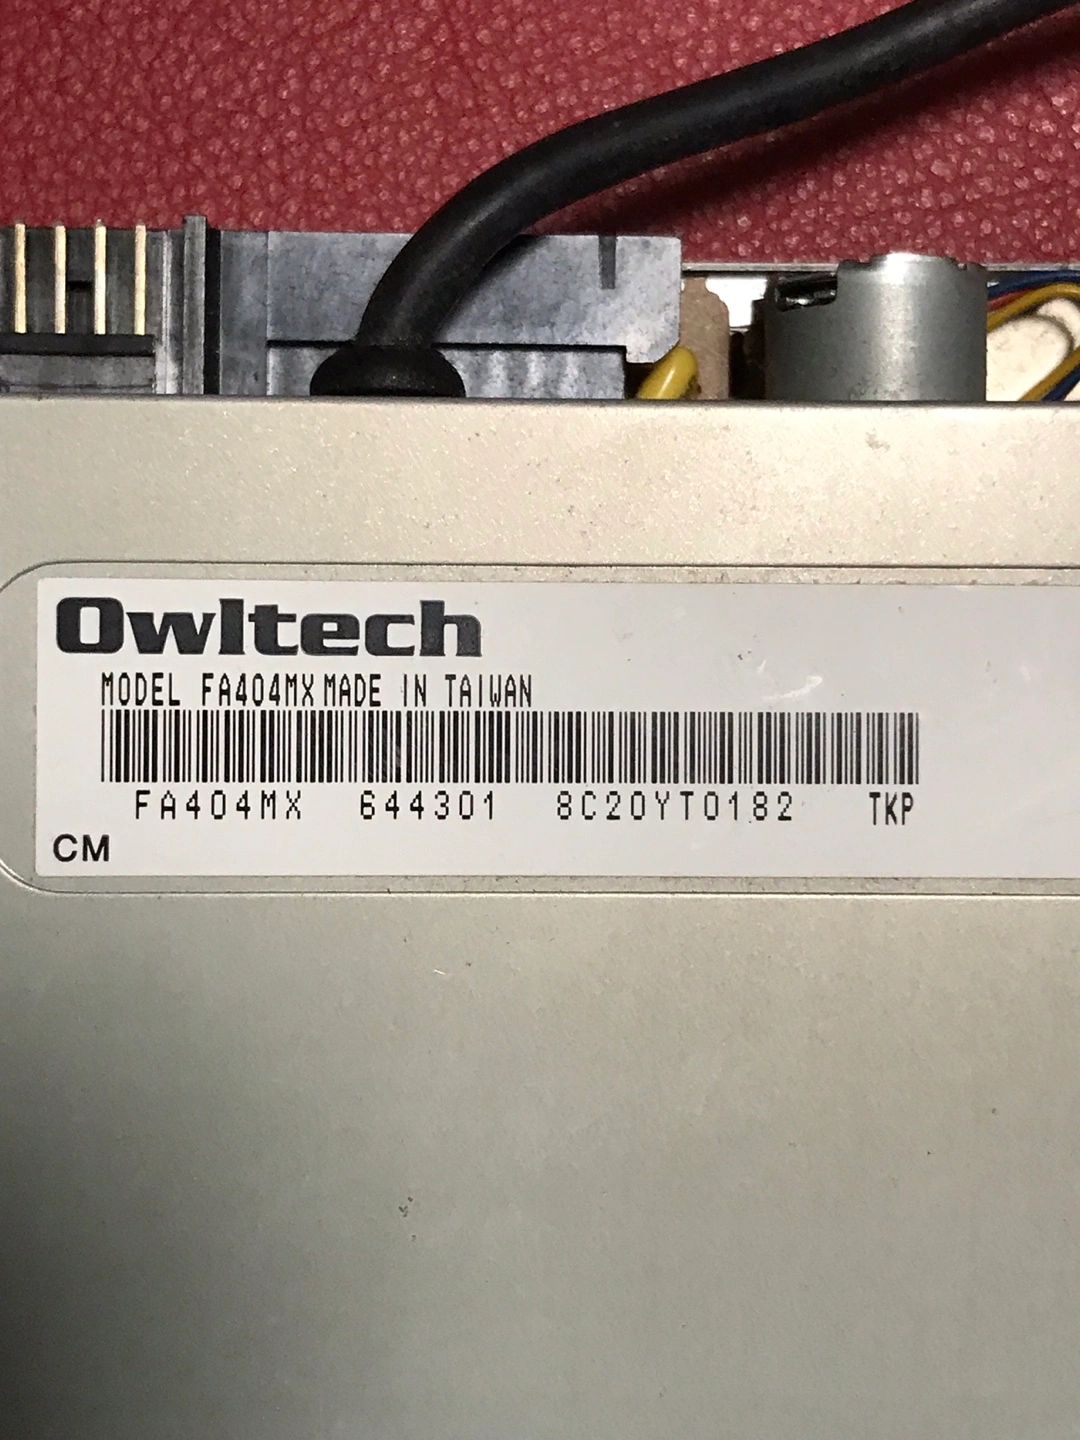 Owltech
MODEL FA404MX MADE IN TAIWAN
FA404MX 644301 8C20YT0182 TKP
CM